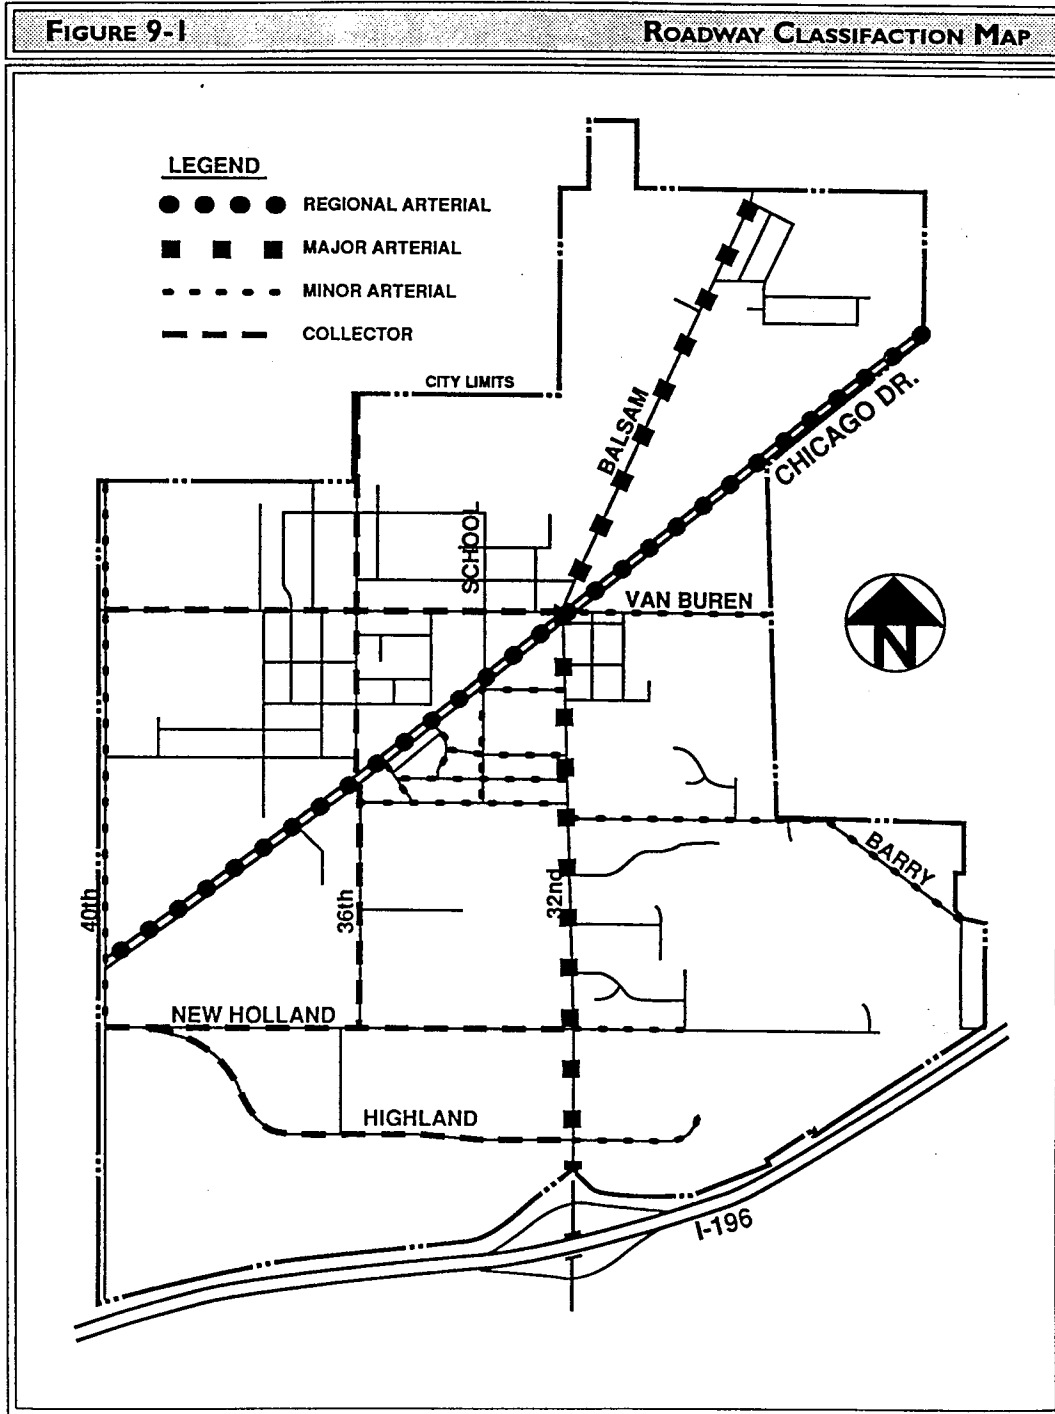 FIGURE 9-1
ROADWAY CLASSIFACTION MAP
LEGEND
REGIONAL ARTERIAL
MAJOR ARTERIAL
MINOR ARTERIAL
COLLECTOR
CITY LIMITS
BALSAM
CHICAGO DR.
SCHOOL
VAN BUREN
N
BARRY
40th
36th
32nd
NEW HOLLAND
HIGHLAND
I-196